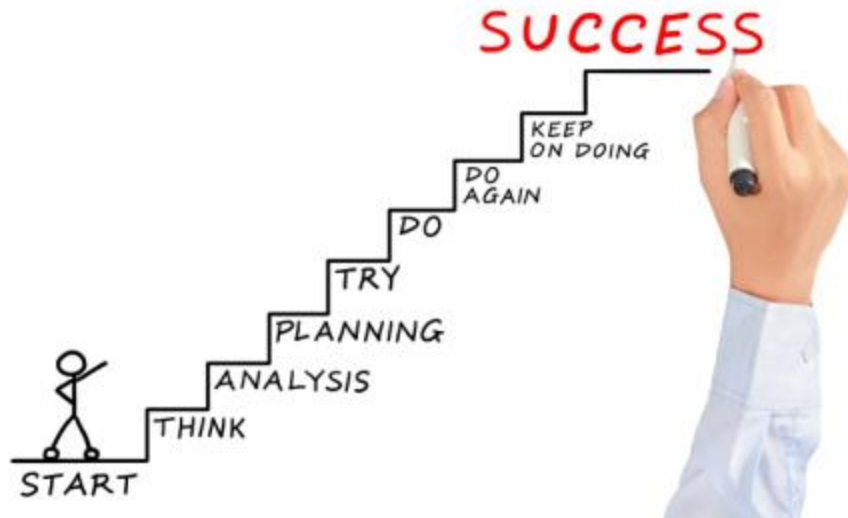 SUCCESS
KEEP
ON DOING
DO
AGAIN
DO
TRY
PLANNING
ANALYSIS
THINK
START